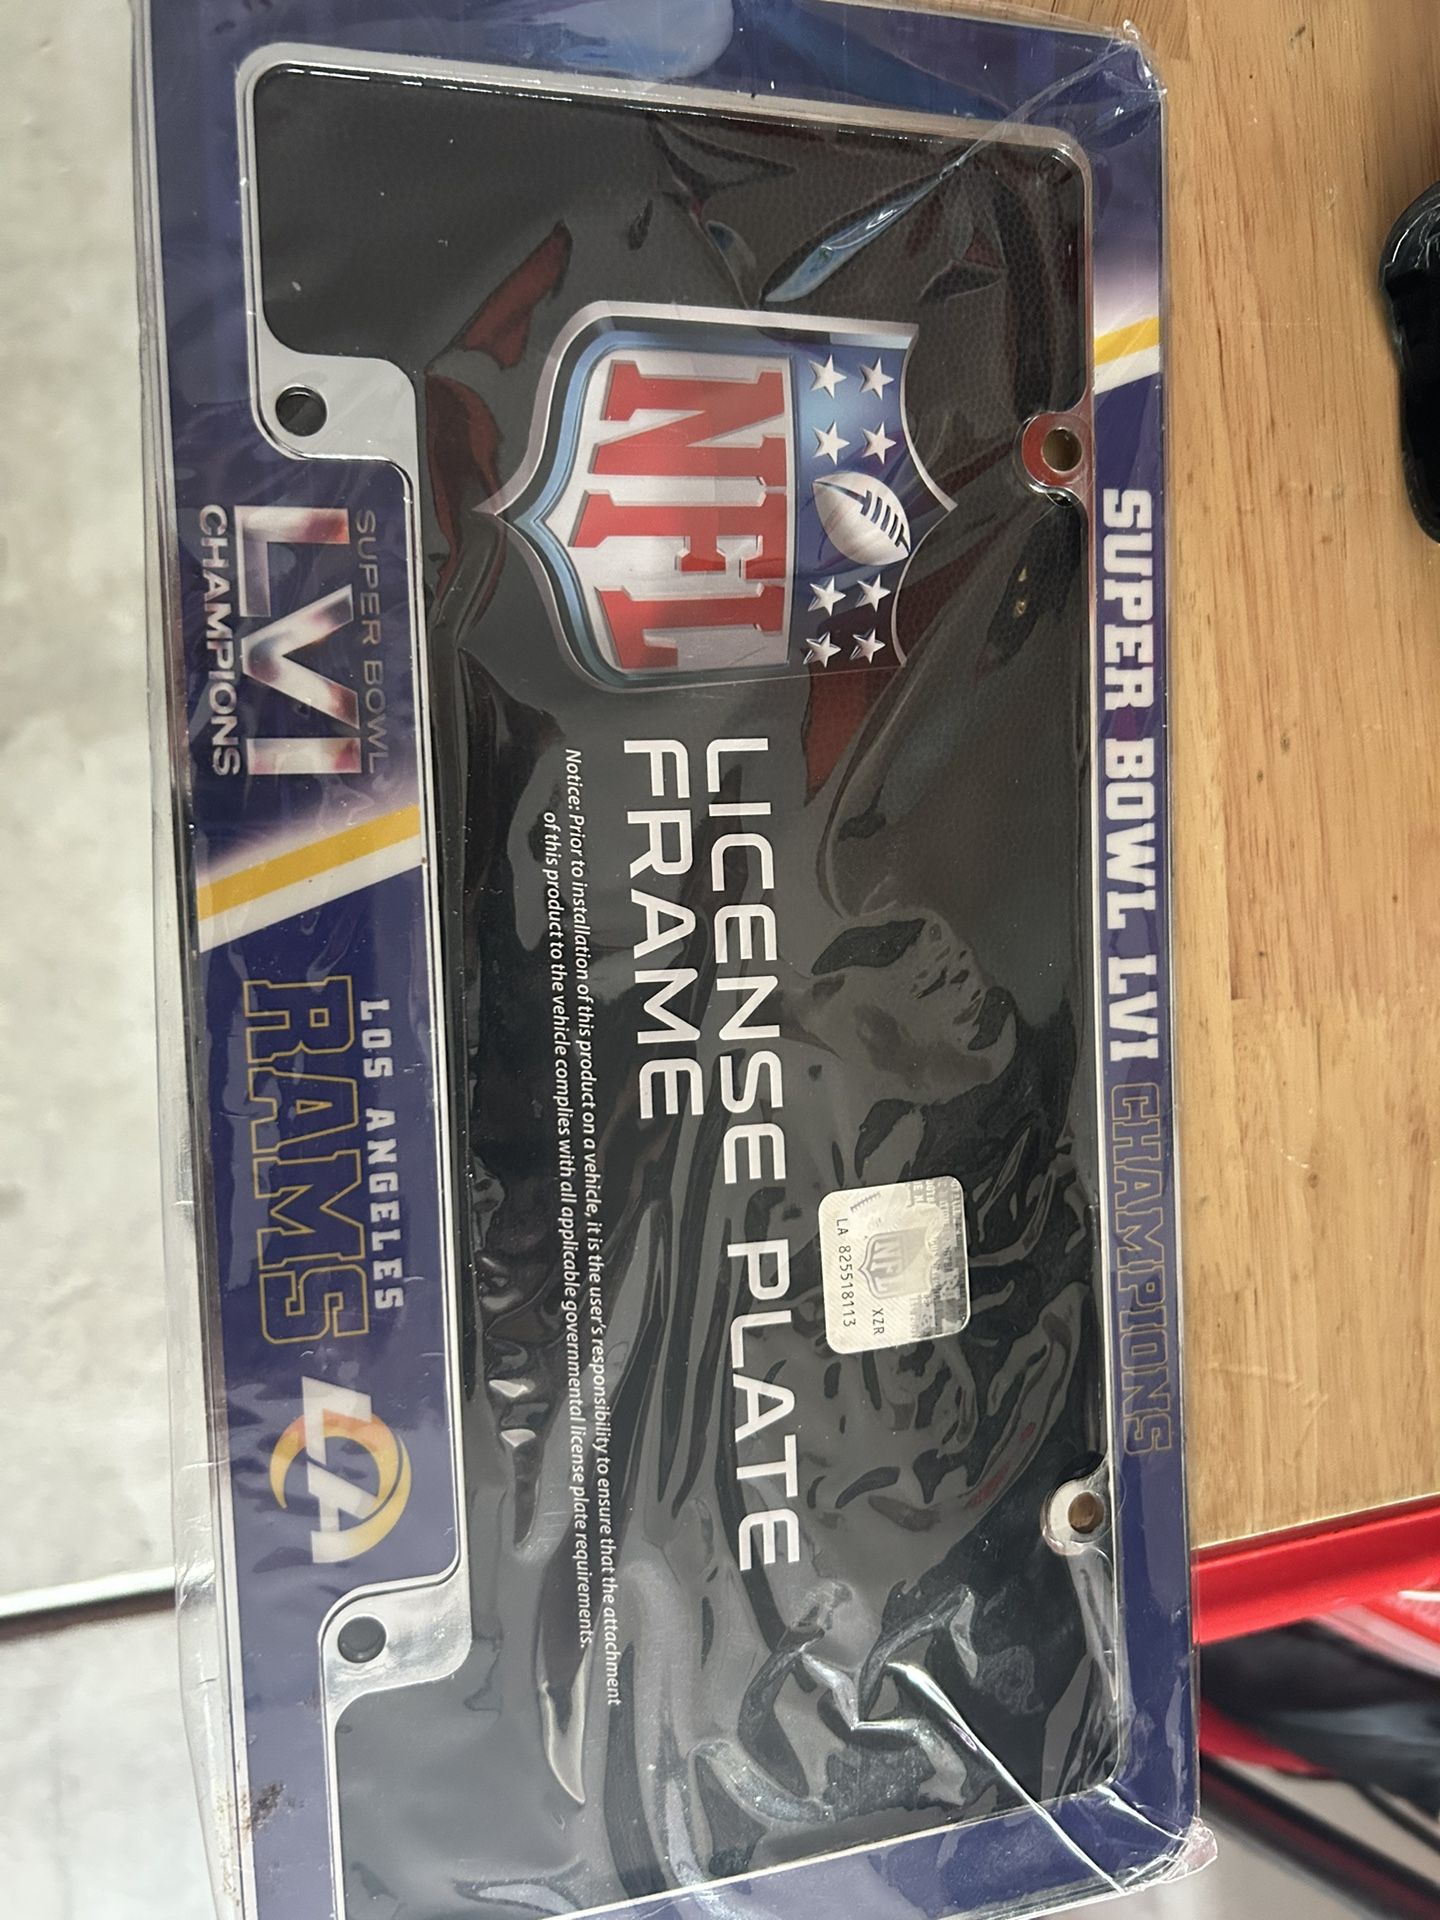 SUPER BOWL LVI CHAMPIONS
NFL
XZR
LA 825518113
LICENSE PLATE
FRAME
Notice: Prior to installation of this product on a vehicle, it is the user's responsibility to ensure that the attachment
of this product to the vehicle complies with all applicable governmental license plate requirements.
NFL
SUPER BOWL
LVI
CHAMPIONS
LOS ANGELES
RAMS
LA